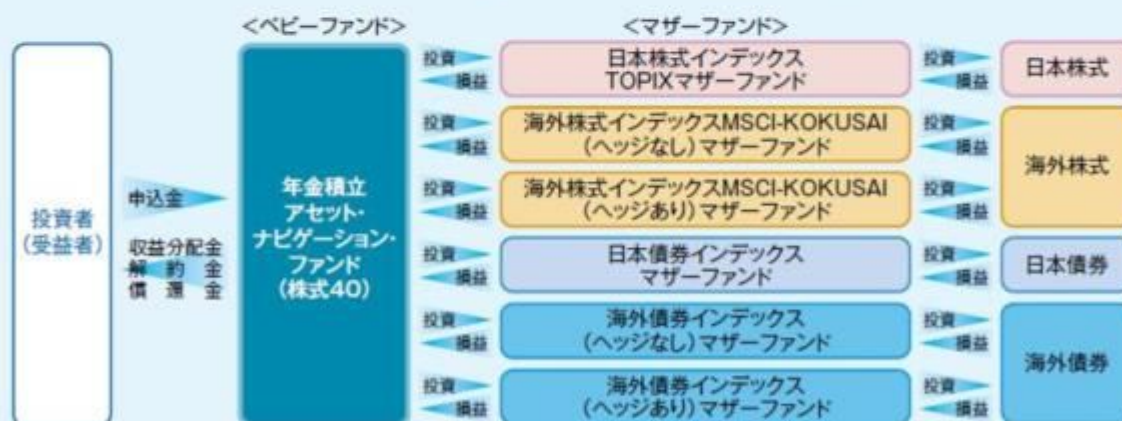 <ベビーファンド>
<マザーファンド>
投資者
(受益者)
申込金
収益分配金
解約金
償還金
年金積立
アセット・
ナビゲーション・
ファンド
(株式40)
投資
損益
日本株式インデックス
TOPIXマザーファンド
投資
損益
日本株式
投資
損益
海外株式インデックスMSCI-KOKUSAI
(ヘッジなし)マザーファンド
投資
損益
海外株式
投資
損益
海外株式インデックスMSCI-KOKUSAI
(ヘッジあり)マザーファンド
投資
損益
投資
損益
日本債券インデックス
マザーファンド
投資
損益
日本債券
投資
損益
海外債券インデックス
(ヘッジなし)マザーファンド
投資
損益
海外債券
投資
損益
海外債券インデックス
(ヘッジあり)マザーファンド
投資
損益